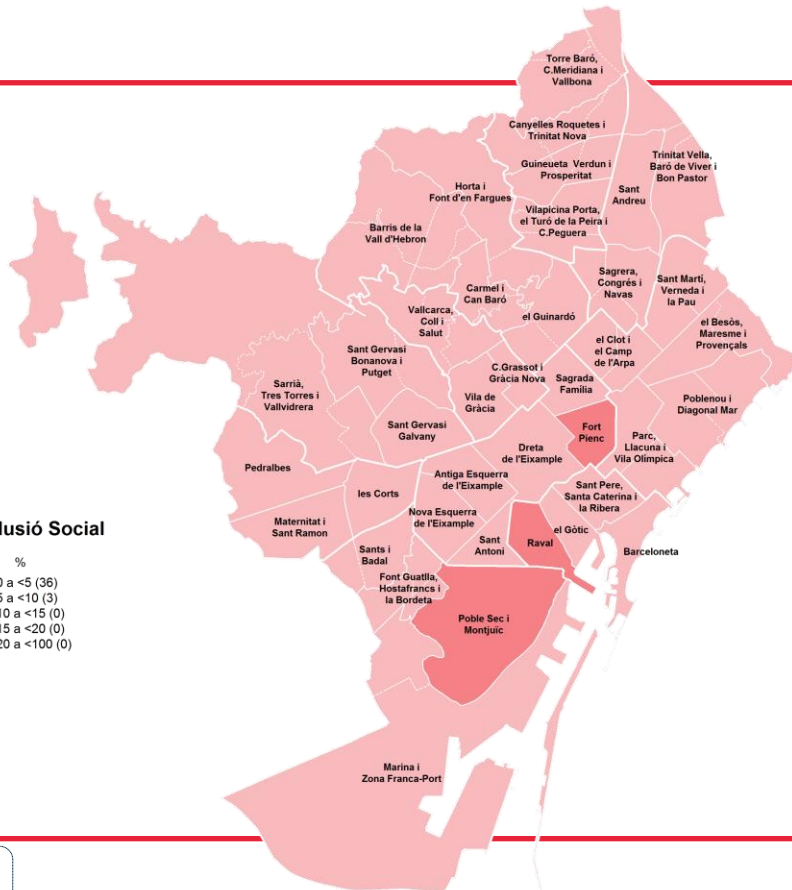 Torre Baró,
C.Meridiana i
Vallbona
Canyelles Roquetes i
Trinitat Nova
Guineueta Verdun i
Prosperitat
Trinitat Vella,
Baró de Viver i
Bon Pastor
Sant
Andreu
Horta i
Font d'en Fargues
Vilapicina Porta,
el Turó de la Peira i
C.Peguera
Barris de la
Vall d'Hebron
Sagrera,
Congrés i
Navas
Sant Martí,
Verneda i
la Pau
Carmel i
Can Baró
Vallcarca,
Coll i
Salut
el Guinardó
el Besòs,
Maresme i
Provençals
el Clot i
el Camp
de l'Arpa
Sant Gervasi
Bonanova i
Putget
C.Grassot i
Gràcia Nova
Sagrada
Família
Sarrià,
Tres Torres i
Vallvidrera
Vila de
Gràcia
Poblenou i
Diagonal Mar
Sant Gervasi
Galvany
Fort
Pienc
Parc,
Llacuna i
Vila Olímpica
Dreta
de l'Eixample
Pedralbes
Antiga Esquerra
de l'Eixample
les Corts
Sant Pere,
Santa Caterina i
la Ribera
Nova Esquerra
de l'Eixample
Maternitat i
Sant Ramon
el Gòtic
Sant
Antoni
Raval
Barceloneta
Sants i
Badal
Font Guatlla,
Hostafrancs i
la Bordeta
Poble Sec i
Montjuïc
Marina i
Zona Franca-Port
lusió Social
%
0 a <5 (36)
5 a <10 (3)
10 a <15 (0)
15 a <20 (0)
20 a <100 (0)